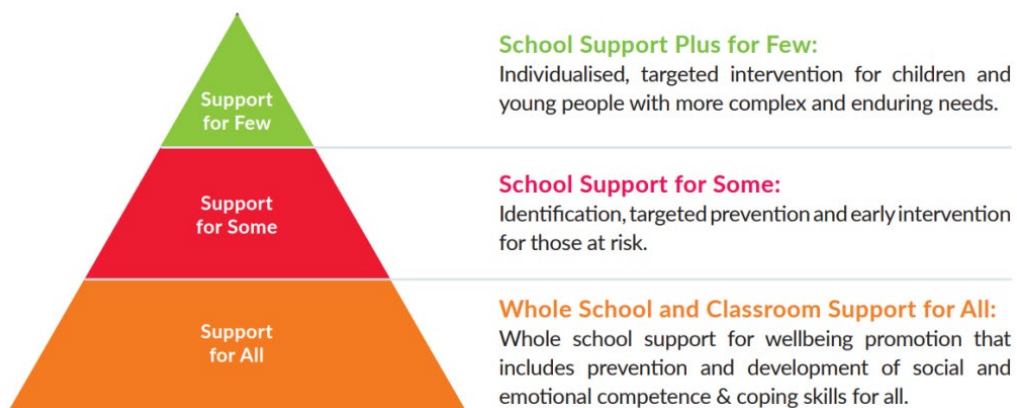 Support
for Few
School Support Plus for Few:
Individualised, targeted intervention for children and
young people with more complex and enduring needs.
Support
for Some
School Support for Some:
Identification, targeted prevention and early intervention
for those at risk.
Support
for All
Whole School and Classroom Support for All:
Whole school support for wellbeing promotion that
includes prevention and development of social and
emotional competence & coping skills for all.